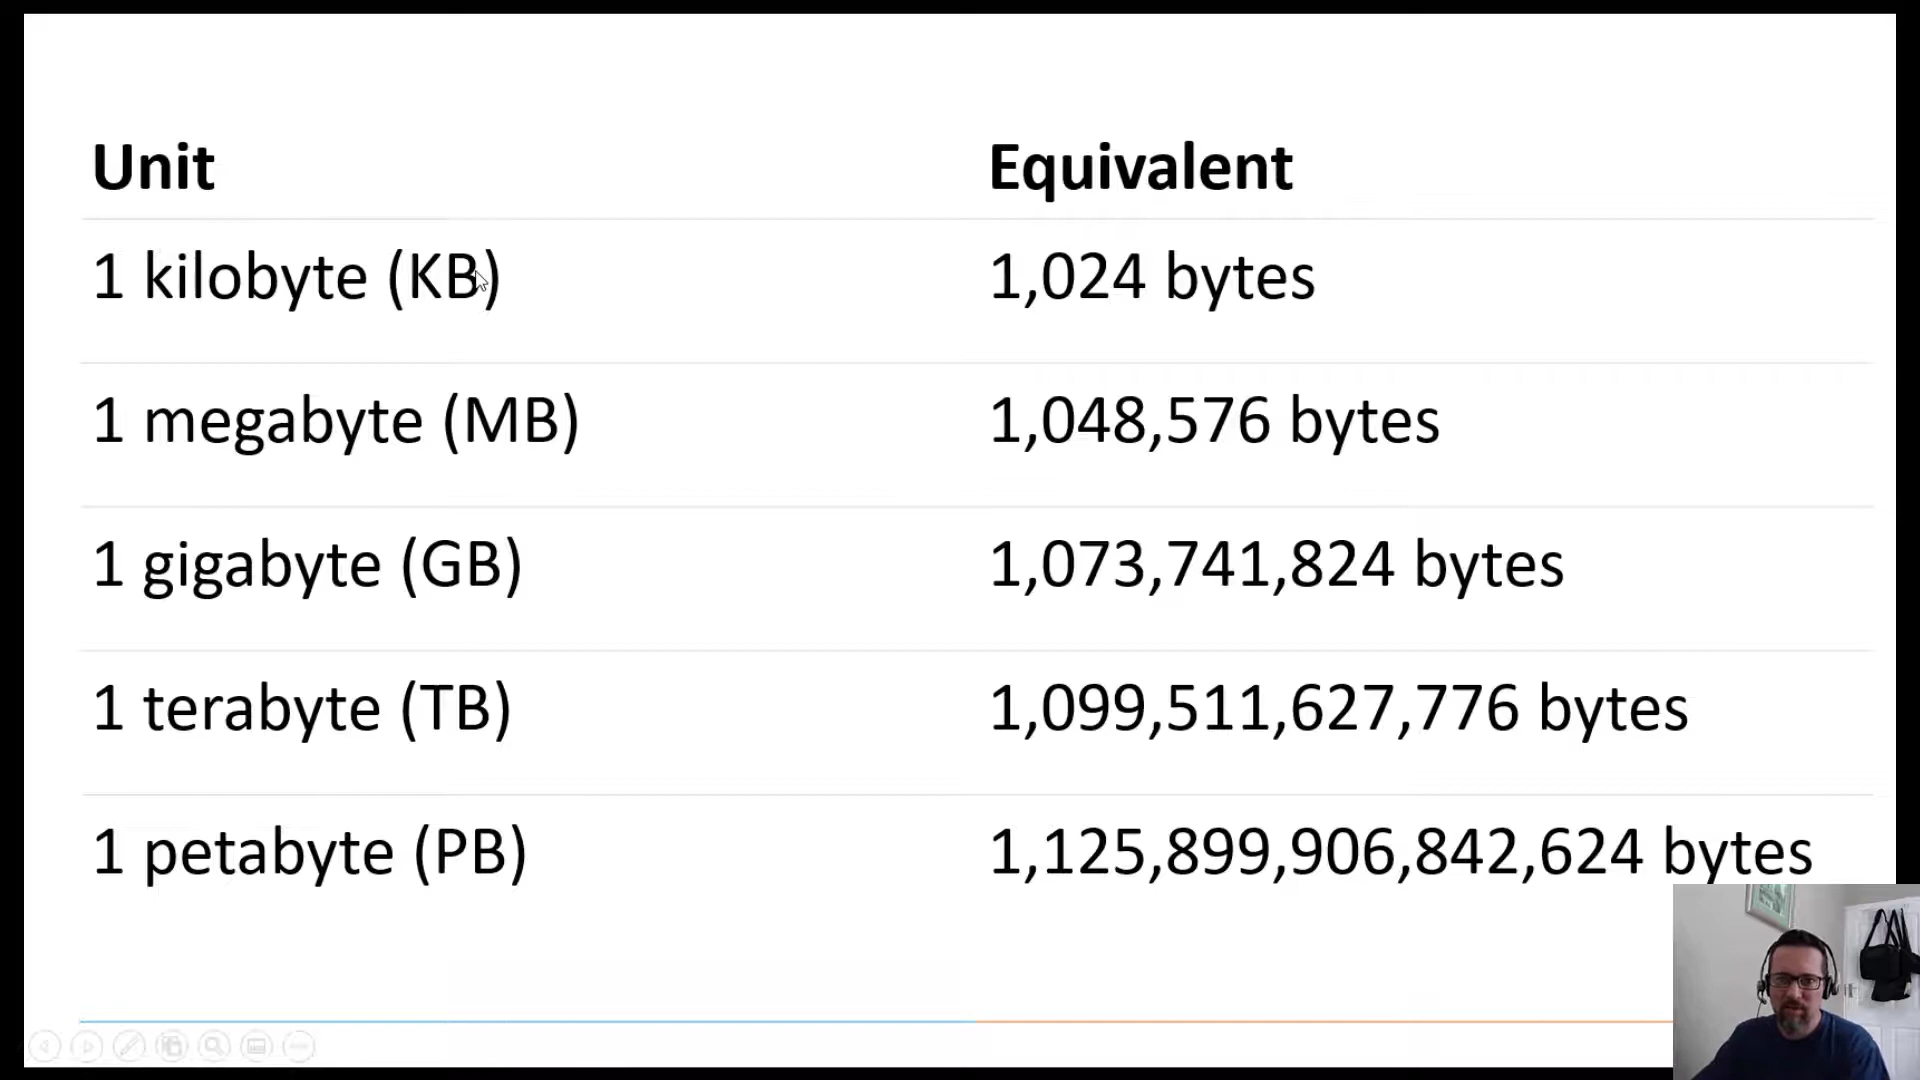 Unit Equivalent
1 kilobyte (KB) 1,024 bytes
1 megabyte (MB) 1,048,576 bytes
1 gigabyte (GB) 1,073,741,824 bytes
1 terabyte (TB) 1,099,511,627,776 bytes
1 petabyte (PB) 1,125,899,906,842,624 bytes